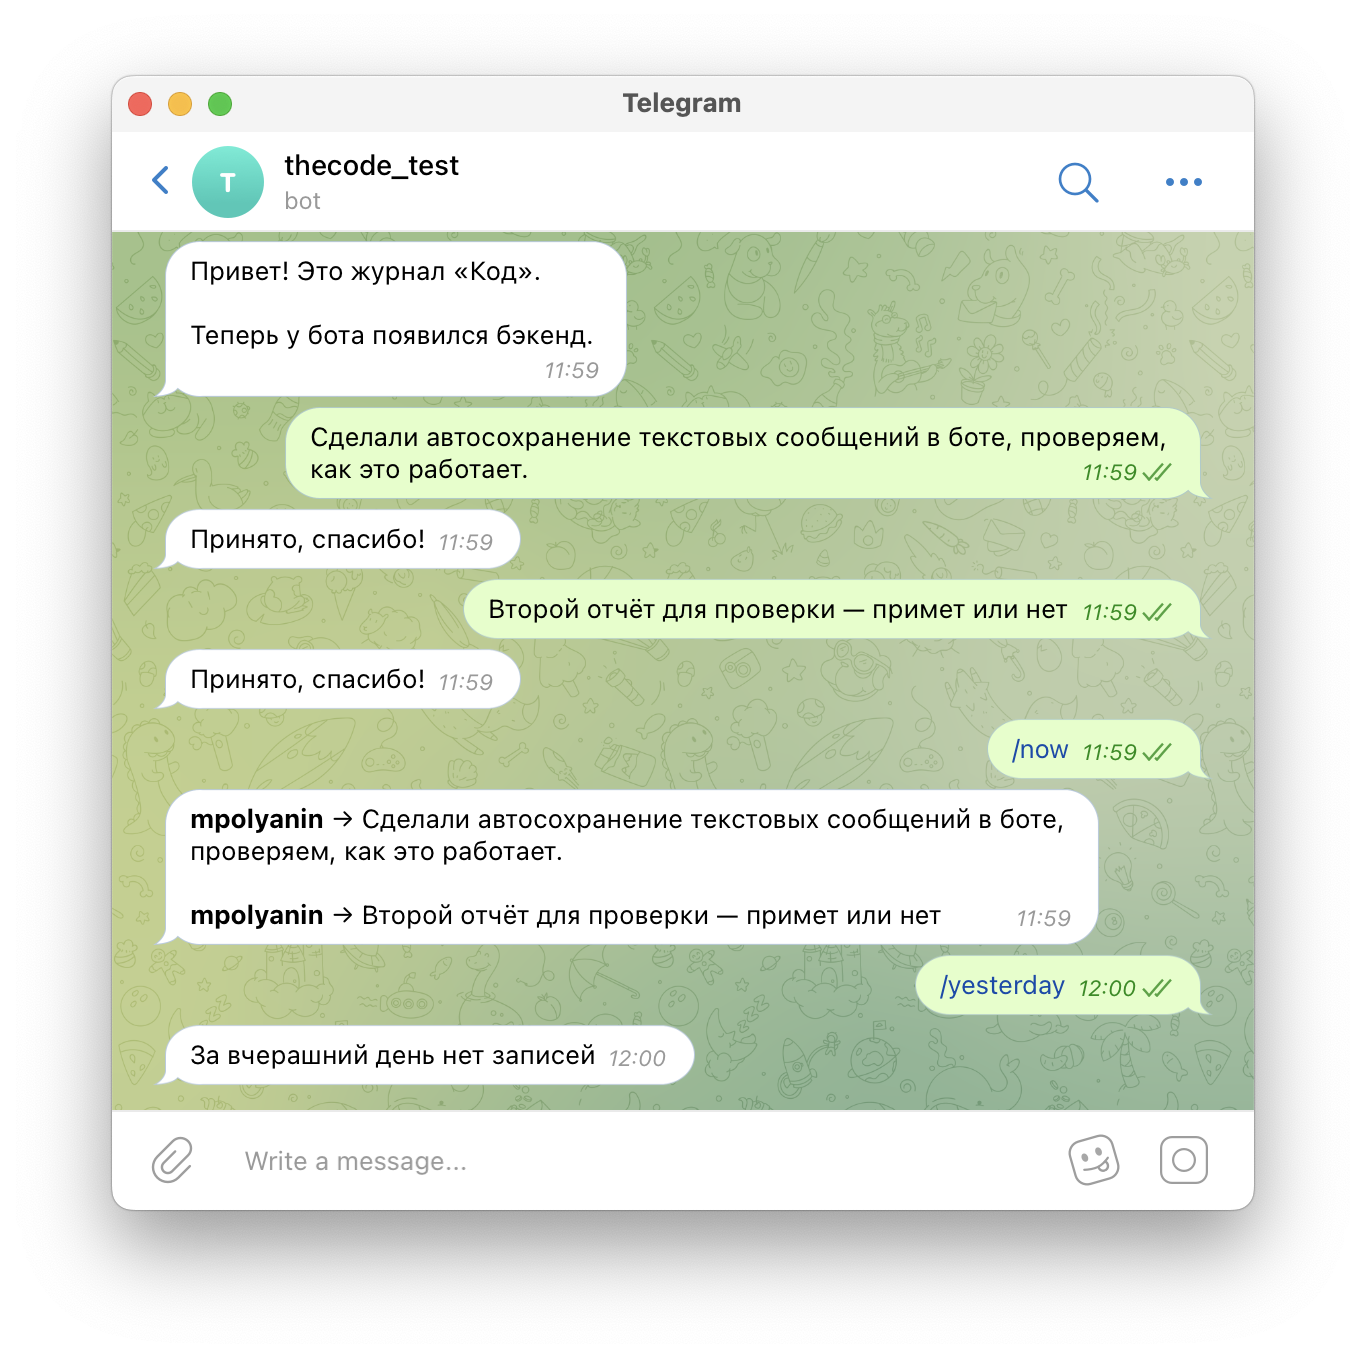 Telegram
T
thecode_test
bot
Привет! Это журнал «Код».
Теперь у бота появился бэкенд.
11:59
Сделали автосохранение текстовых сообщений в боте, проверяем,
как это работает. 11:59
Принято, спасибо! 11:59
Второй отчёт для проверки — примет или нет 11:59
Принято, спасибо! 11:59
/now 11:59
mpolyanin → Сделали автосохранение текстовых сообщений в боте,
проверяем, как это работает.
mpolyanin → Второй отчёт для проверки — примет или нет 11:59
/yesterday 12:00
За вчерашний день нет записей 12:00
Write a message...